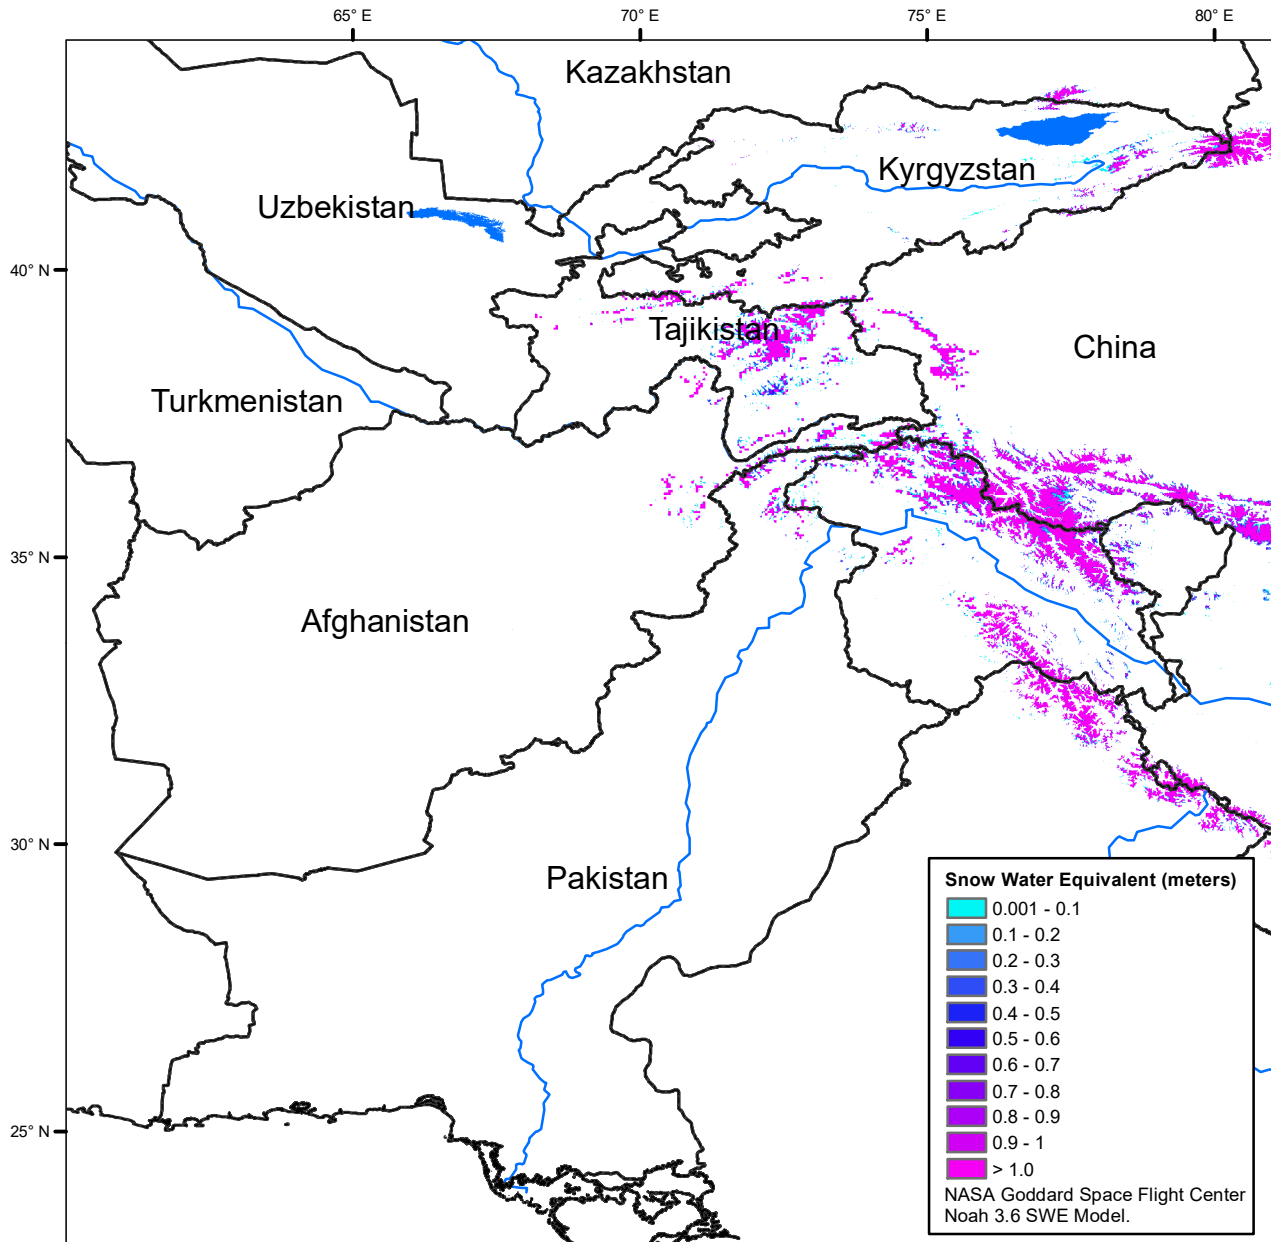 65° E
70° E
75° E
80° E
Kazakhstan
Kyrgyzstan
Uzbekistan
40° N
Tajikistan
China
Turkmenistan
35° N
Afghanistan
30° N
Pakistan
25° N
Snow Water Equivalent (meters)
0.001 - 0.1
0.1 - 0.2
0.2 - 0.3
0.3 - 0.4
0.4 - 0.5
0.5 - 0.6
0.6 - 0.7
0.7 - 0.8
0.8 - 0.9
0.9 - 1
> 1.0
NASA Goddard Space Flight Center
Noah 3.6 SWE Model.